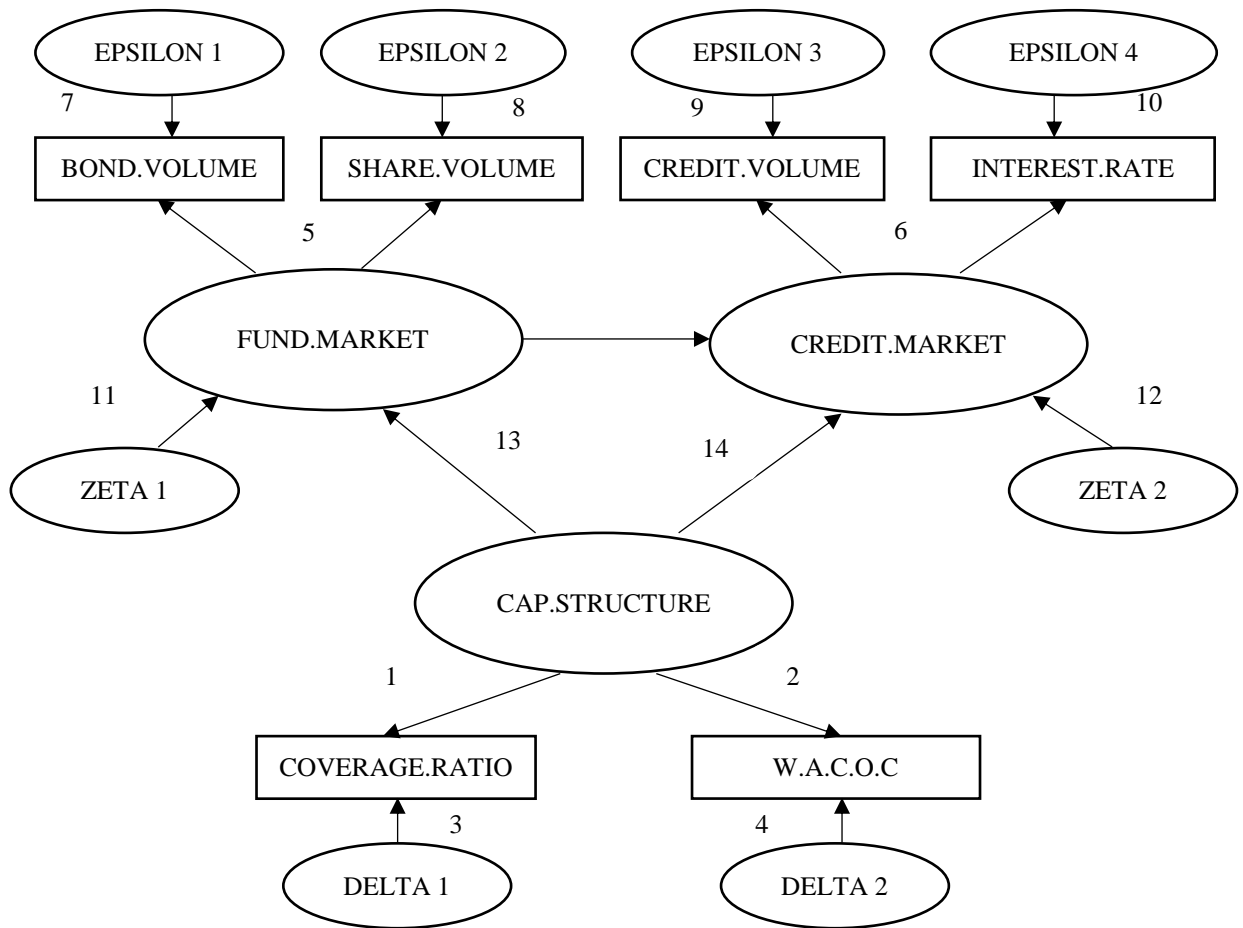 EPSILON 1
EPSILON 2
EPSILON 3
EPSILON 4
7
8
9
10
BOND.VOLUME
SHARE.VOLUME
CREDIT.VOLUME
INTEREST.RATE
5
6
FUND.MARKET
CREDIT.MARKET
11
12
13
14
ZETA 1
ZETA 2
CAP.STRUCTURE
1
2
COVERAGE.RATIO
W.A.C.O.C
3
4
DELTA 1
DELTA 2